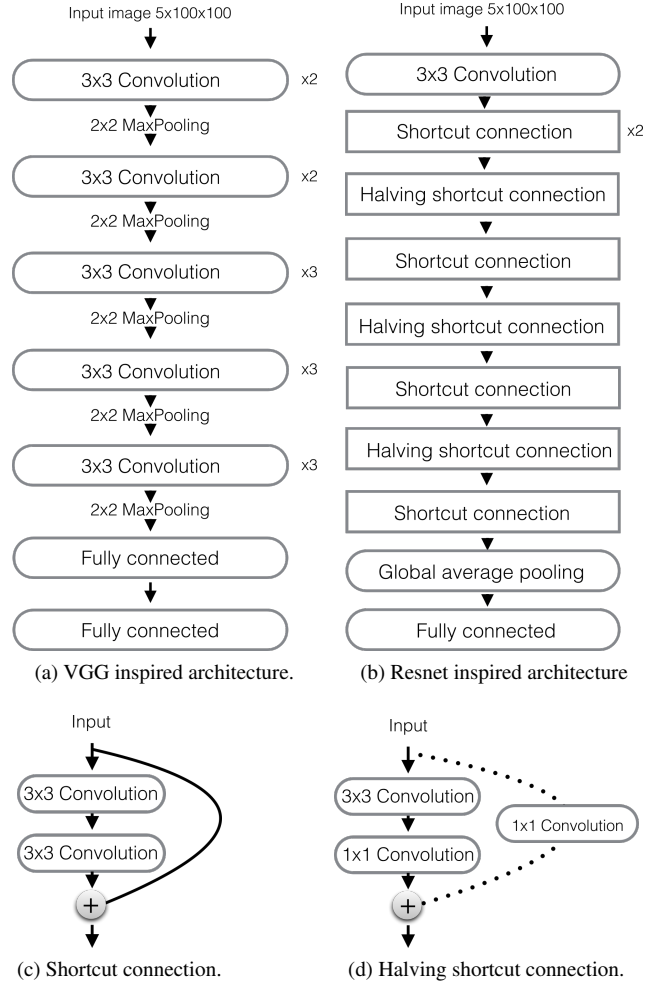 Input image 5x100x100
3x3 Convolution x2
2x2 MaxPooling
3x3 Convolution x2
2x2 MaxPooling
3x3 Convolution x3
2x2 MaxPooling
3x3 Convolution x3
2x2 MaxPooling
3x3 Convolution x3
2x2 MaxPooling
Fully connected
Fully connected
(a) VGG inspired architecture.
Input image 5x100x100
3x3 Convolution
Shortcut connection x2
Halving shortcut connection
Shortcut connection
Halving shortcut connection
Shortcut connection
Halving shortcut connection
Shortcut connection
Global average pooling
Fully connected
(b) Resnet inspired architecture
Input
3x3 Convolution
3x3 Convolution
+
(c) Shortcut connection.
Input
3x3 Convolution
1x1 Convolution
1x1 Convolution
+
(d) Halving shortcut connection.